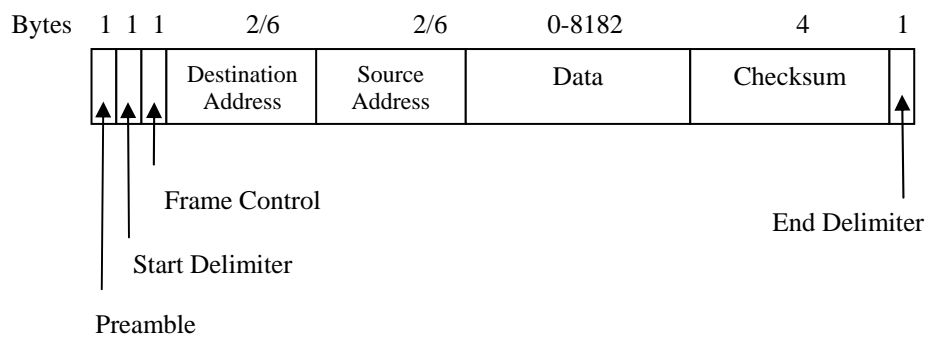 Bytes 1 1 1 2/6 2/6 0-8182 4 1
Destination Address
Source Address
Data
Checksum
Frame Control
End Delimiter
Start Delimiter
Preamble